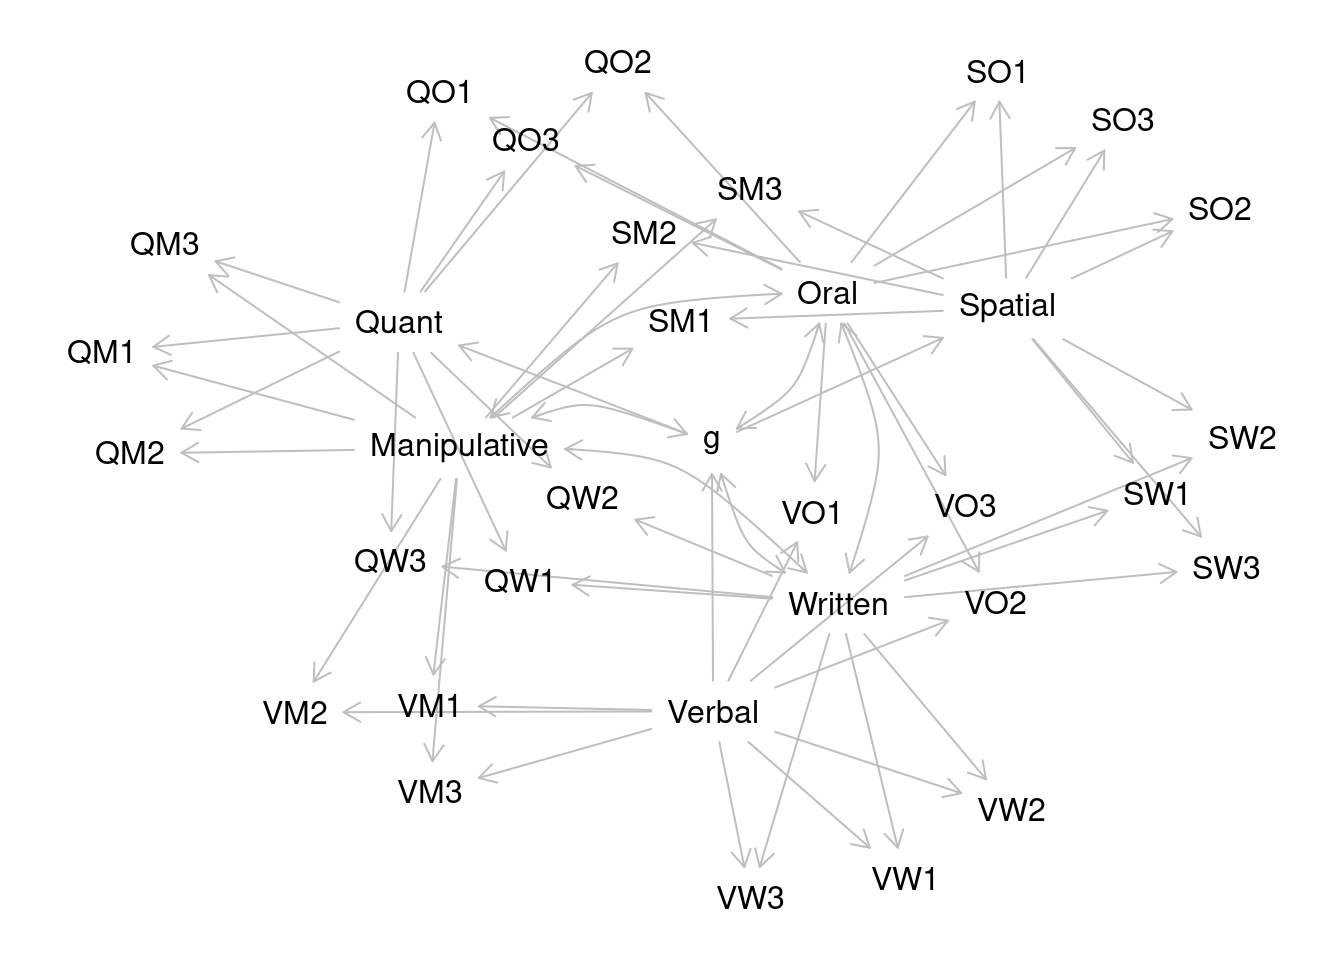 QO2
SO1
QO1
SO3
QO3
SM3
SO2
SM2
QM3
Oral
Spatial
Quant
SM1
QM1
g
SW2
Manipulative
QM2
SW1
QW2
VO3
VO1
QW3
SW3
QW1
Written
VO2
VM1
Verbal
VM2
VM3
VW2
VW1
VW3